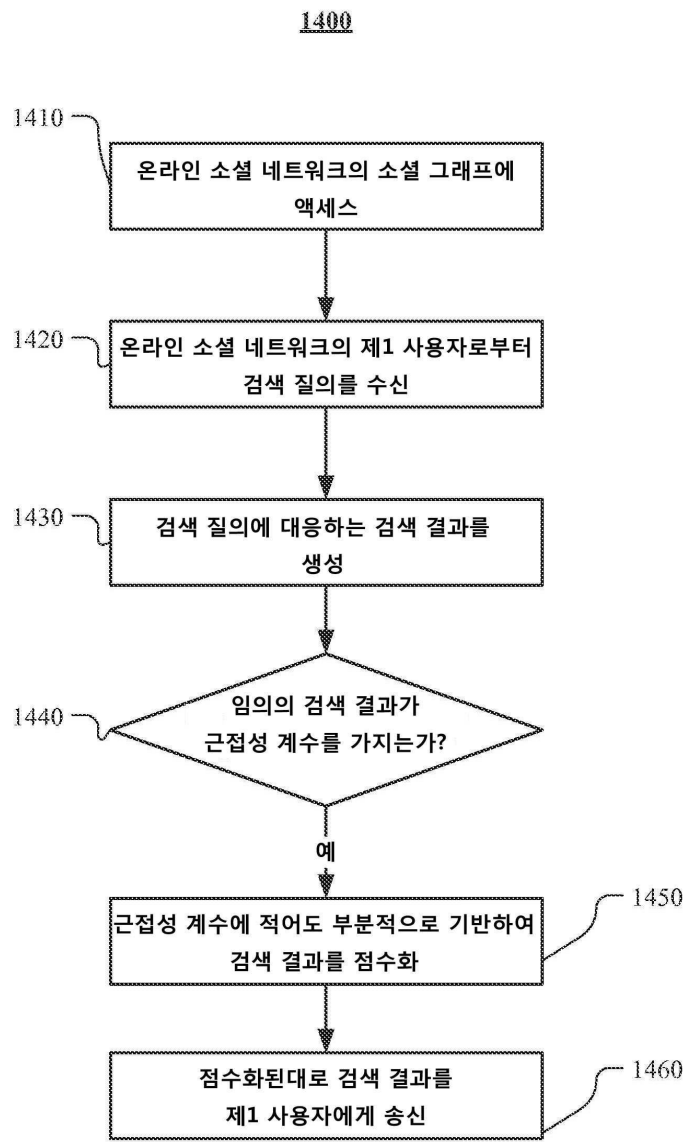 1400
1410
온라인 소셜 네트워크의 소셜 그래프에
액세스
1420
온라인 소셜 네트워크의 제1 사용자로부터
검색 질의를 수신
1430
검색 질의에 대응하는 검색 결과를
생성
1440
임의의 검색 결과가
근접성 계수를 가지는가?
예
근접성 계수에 적어도 부분적으로 기반하여
검색 결과를 점수화
1450
점수화된대로 검색 결과를
제1 사용자에게 송신
1460